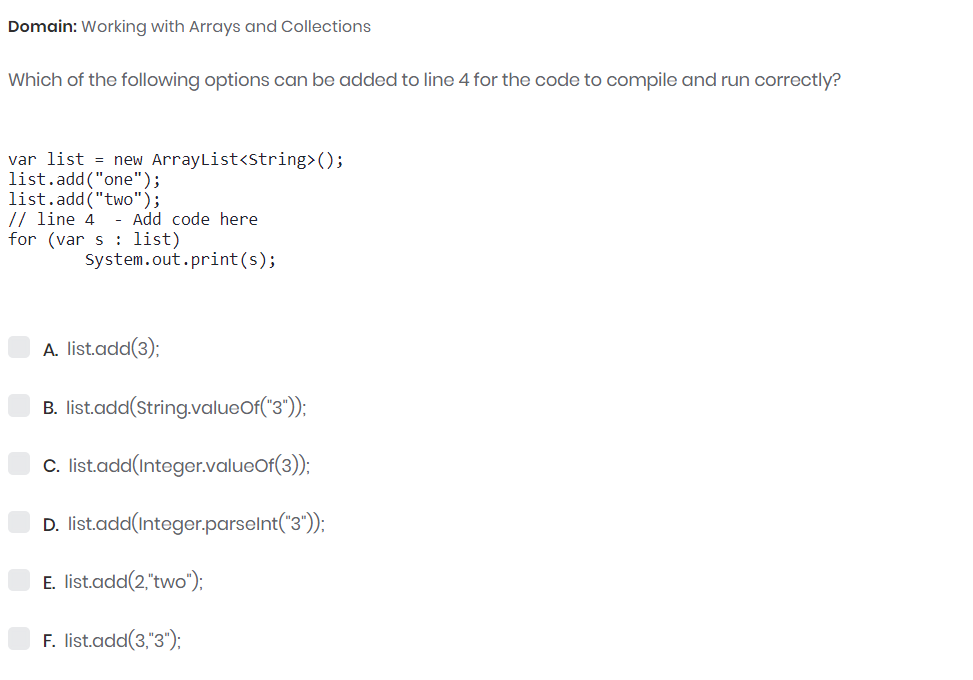 Domain: Working with Arrays and Collections
Which of the following options can be added to line 4 for the code to compile and run correctly?
var list = new ArrayList<String>();
list.add("one");
list.add("two");
// line 4  - Add code here
for (var s : list)
        System.out.print(s);
A. list.add(3);
B. list.add(String.valueOf("3"));
C. list.add(Integer.valueOf(3));
D. list.add(Integer.parseInt("3"));
E. list.add(2,"two");
F. list.add(3,"3");